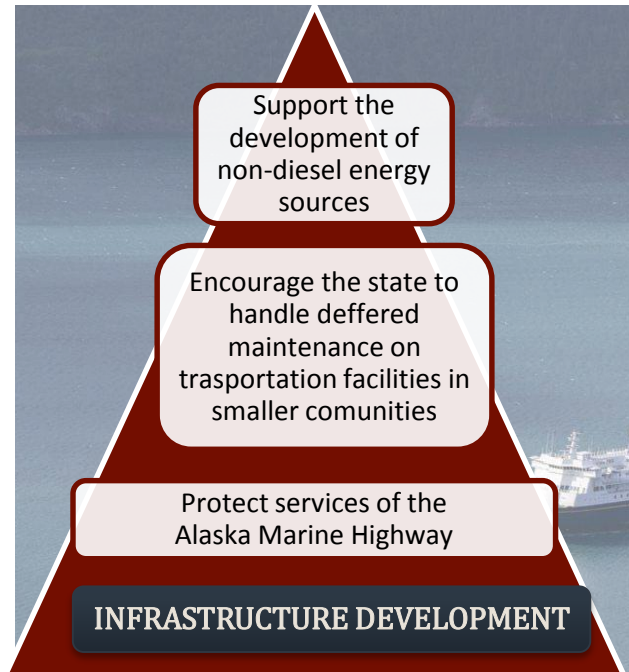 Support the
development of
non-diesel energy
sources
Encourage the state to
handle deffered
maintenance on
trasportation facilities in
smaller comunities
Protect services of the
Alaska Marine Highway
INFRASTRUCTURE DEVELOPMENT